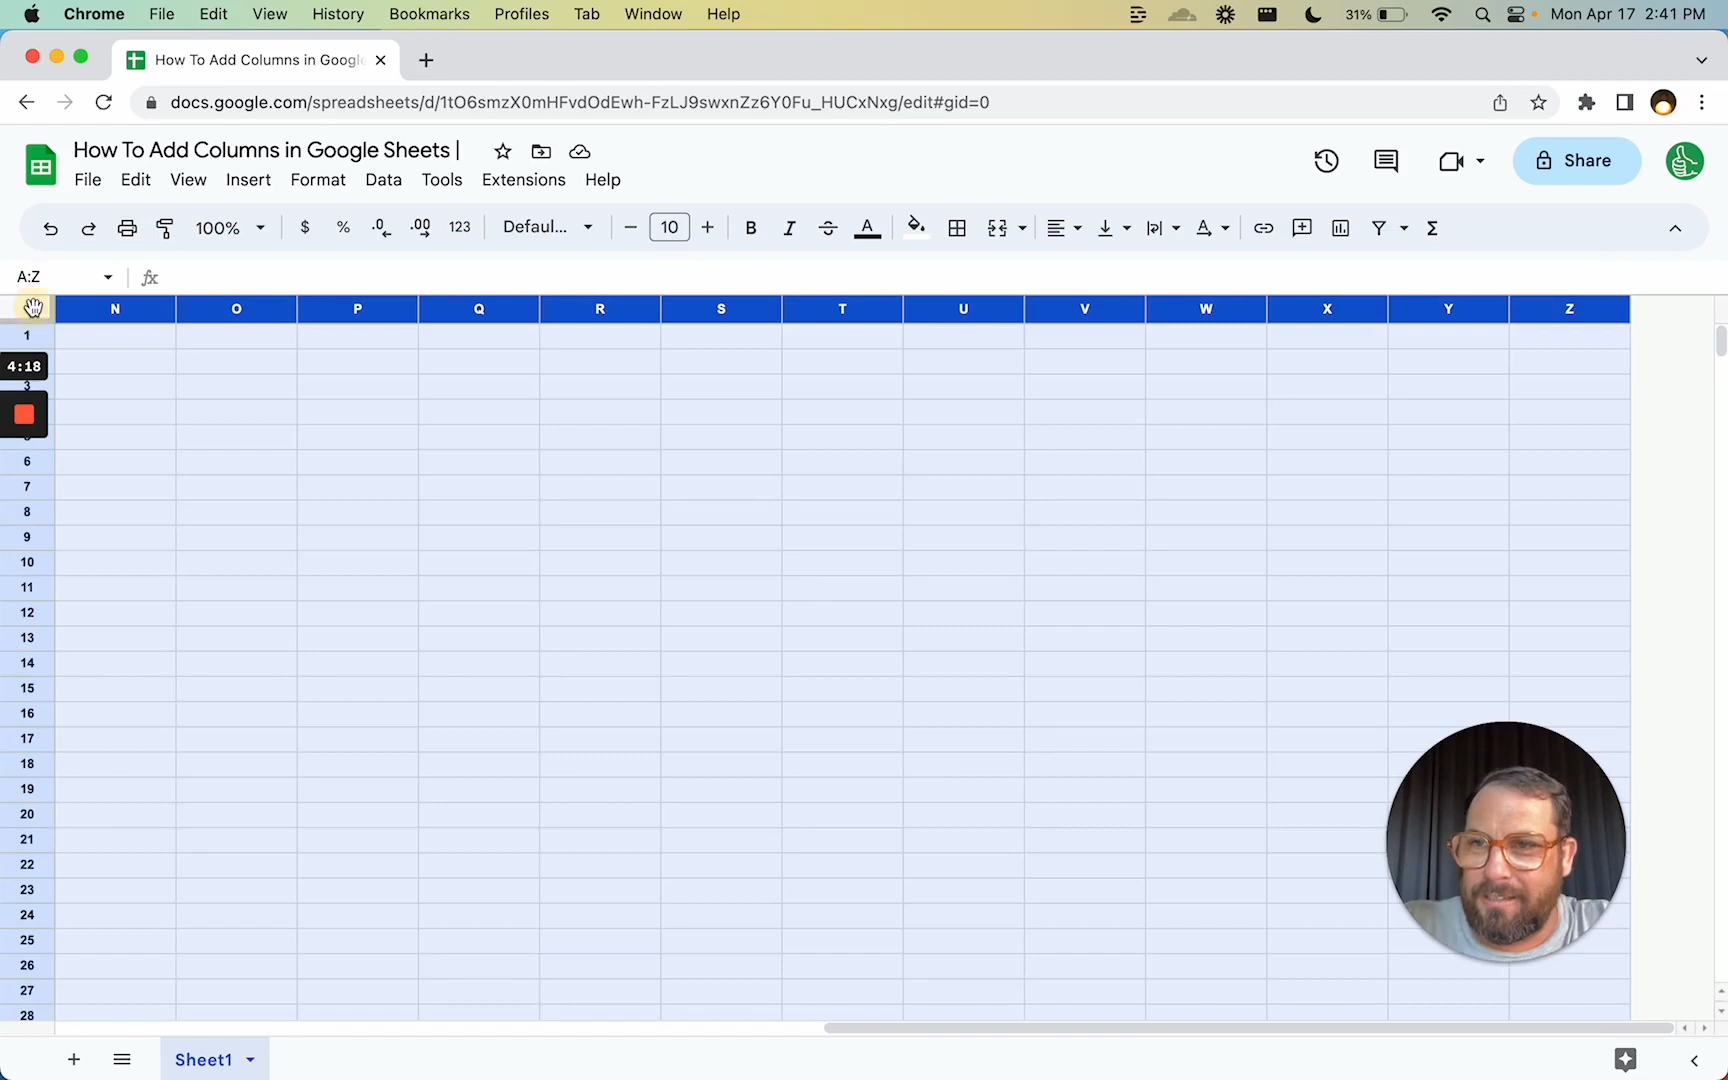 Chrome File Edit View History Bookmarks Profiles Tab Window Help 31% Mon Apr 17 2:41 PM
How To Add Columns in Googl
docs.google.com/spreadsheets/d/1tO6smzX0mHFvdOdEwh-FzLJ9swxnZz6Y0Fu_HUCxNxg/edit#gid=0
How To Add Columns in Google Sheets |
File Edit View Insert Format Data Tools Extensions Help
Share
100% $ % .0 .00 123 Defaul... 10 B I A A Σ
A:Z fx
N O P Q R S T U V W X Y Z
1
4:18
3
6
7
8
9
10
11
12
13
14
15
16
17
18
19
20
21
22
23
24
25
26
27
28
Sheet1